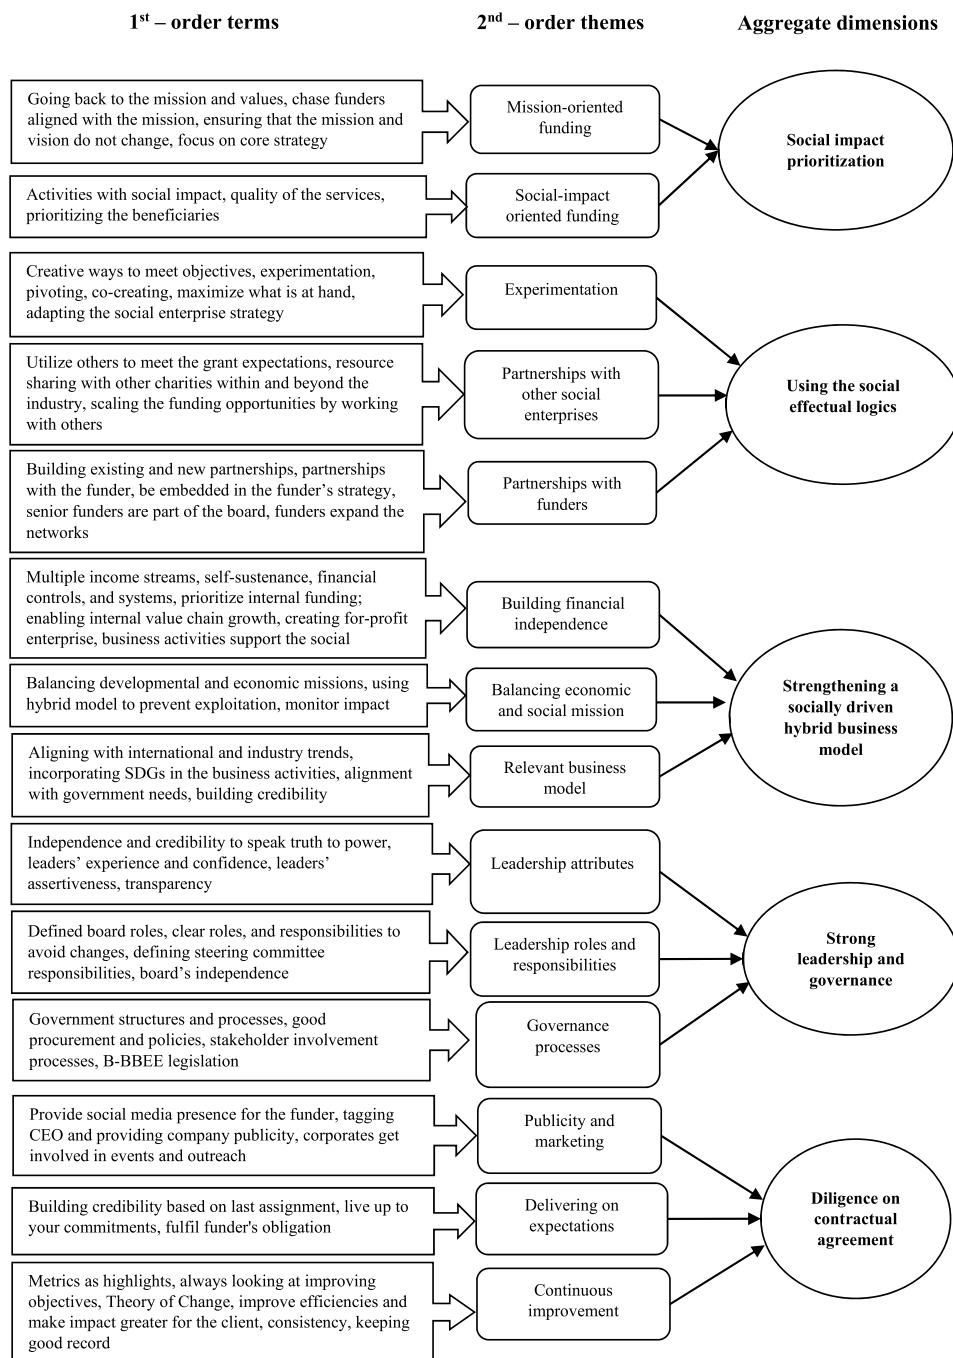 1st – order terms
2nd – order themes
Aggregate dimensions
Going back to the mission and values, chase funders
aligned with the mission, ensuring that the mission and
vision do not change, focus on core strategy
Mission-oriented
funding
Activities with social impact, quality of the services,
prioritizing the beneficiaries
Social-impact
oriented funding
Social impact
prioritization
Creative ways to meet objectives, experimentation,
pivoting, co-creating, maximize what is at hand,
adapting the social enterprise strategy
Experimentation
Utilize others to meet the grant expectations, resource
sharing with other charities within and beyond the
industry, scaling the funding opportunities by working
with others
Partnerships with
other social
enterprises
Building existing and new partnerships, partnerships
with the funder, be embedded in the funder’s strategy,
senior funders are part of the board, funders expand the
networks
Partnerships with
funders
Using the social
effectual logics
Multiple income streams, self-sustenance, financial
controls, and systems, prioritize internal funding;
enabling internal value chain growth, creating for-profit
enterprise, business activities support the social
Building financial
independence
Balancing developmental and economic missions, using
hybrid model to prevent exploitation, monitor impact
Balancing economic
and social mission
Aligning with international and industry trends,
incorporating SDGs in the business activities, alignment
with government needs, building credibility
Relevant business
model
Strengthening a
socially driven
hybrid business
model
Independence and credibility to speak truth to power,
leaders’ experience and confidence, leaders’
assertiveness, transparency
Leadership attributes
Defined board roles, clear roles, and responsibilities to
avoid changes, defining steering committee
responsibilities, board’s independence
Leadership roles and
responsibilities
Government structures and processes, good
procurement and policies, stakeholder involvement
processes, B-BBEE legislation
Governance
processes
Strong
leadership and
governance
Provide social media presence for the funder, tagging
CEO and providing company publicity, corporates get
involved in events and outreach
Publicity and
marketing
Building credibility based on last assignment, live up to
your commitments, fulfil funder's obligation
Delivering on
expectations
Metrics as highlights, always looking at improving
objectives, Theory of Change, improve efficiencies and
make impact greater for the client, consistency, keeping
good record
Continuous
improvement
Diligence on
contractual
agreement